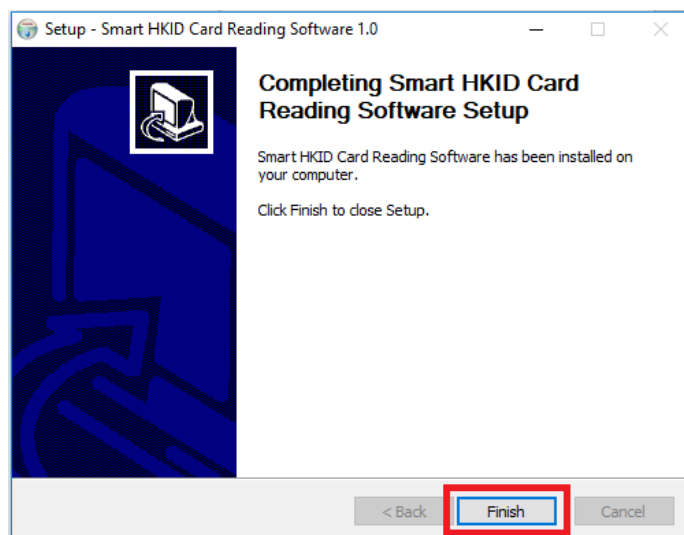 Setup - Smart HKID Card Reading Software 1.0
Completing Smart HKID Card
Reading Software Setup
Smart HKID Card Reading Software has been installed on
your computer.
Click Finish to close Setup.
< Back Finish Cancel